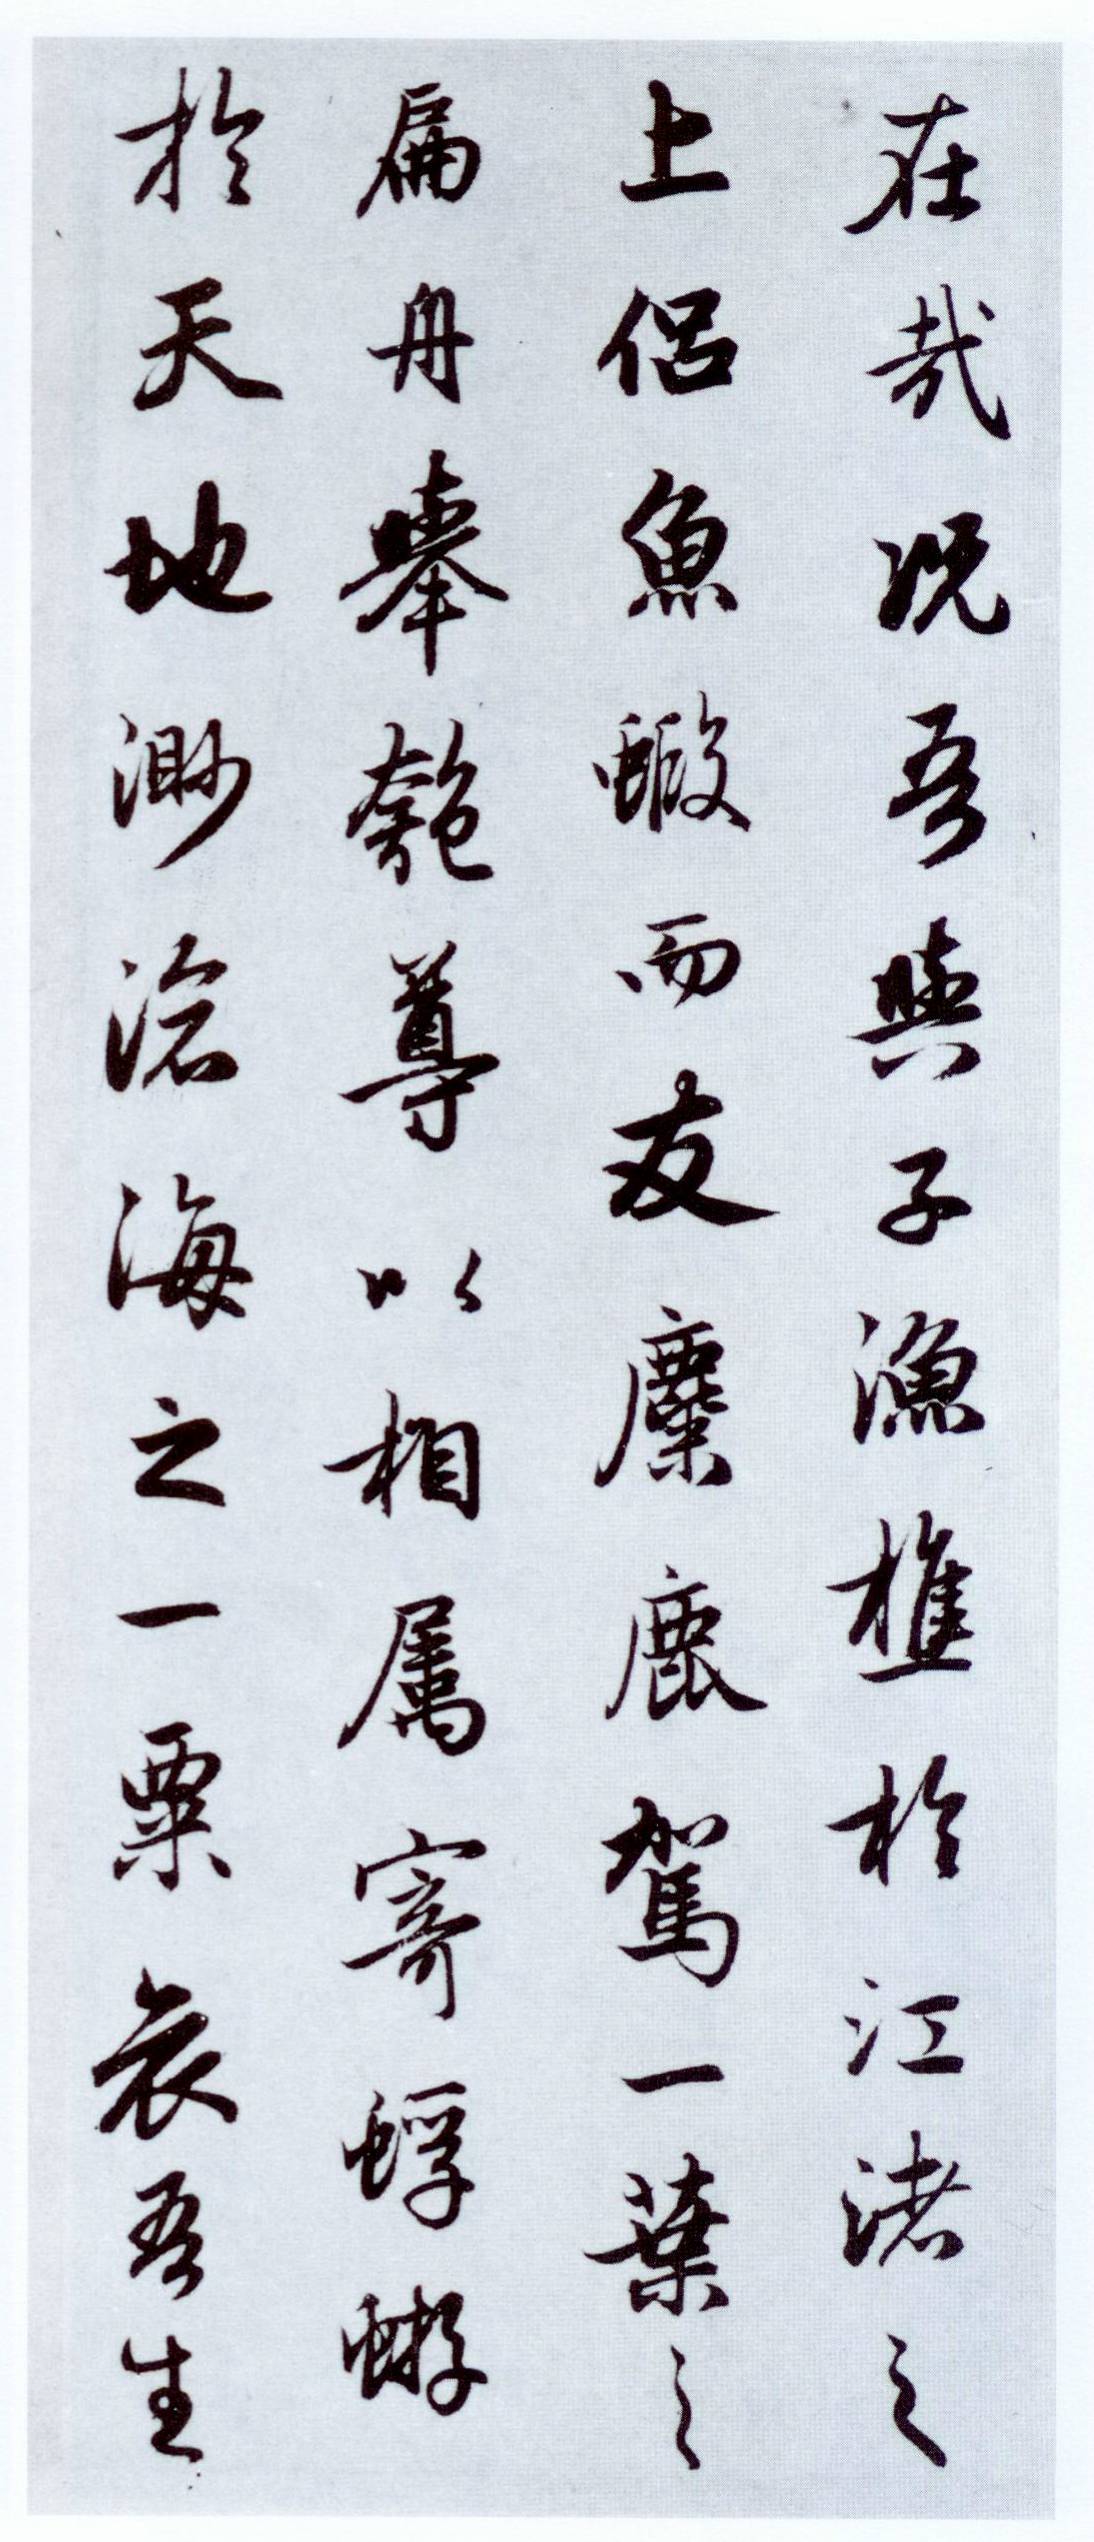 在哉况吾與子漁樵於江渚之
上侣魚蝦而友麋鹿駕一葉之
扁舟舉匏尊以相属寄蜉蝣
於天地渺滄海之一粟哀吾生